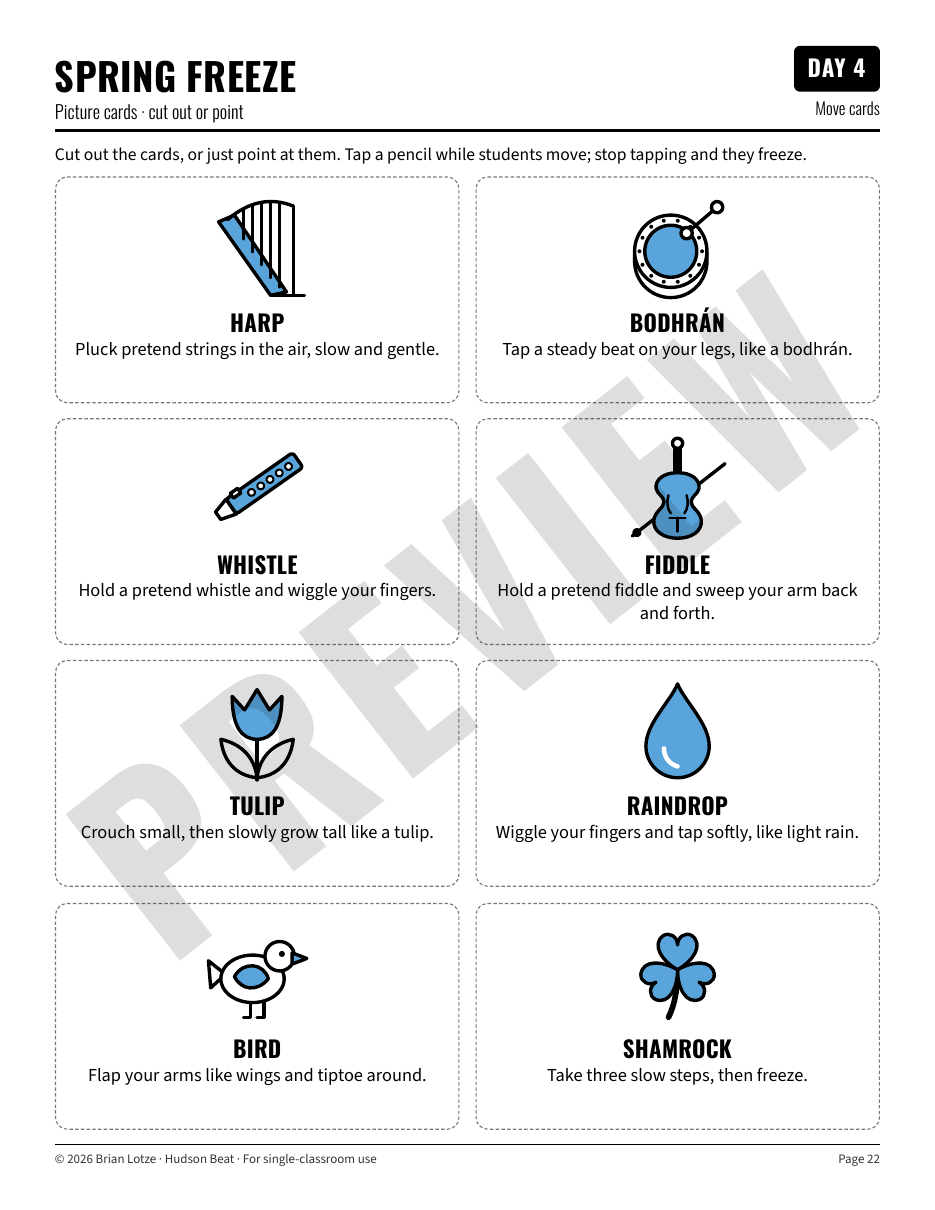 SPRING FREEZE
DAY 4
Picture cards · cut out or point
Move cards
Cut out the cards, or just point at them. Tap a pencil while students move; stop tapping and they freeze.
HARP
Pluck pretend strings in the air, slow and gentle.
BODHRÁN
Tap a steady beat on your legs, like a bodhrán.
WHISTLE
Hold a pretend whistle and wiggle your fingers.
FIDDLE
Hold a pretend fiddle and sweep your arm back
and forth.
TULIP
Crouch small, then slowly grow tall like a tulip.
RAINDROP
Wiggle your fingers and tap softly, like light rain.
BIRD
Flap your arms like wings and tiptoe around.
SHAMROCK
Take three slow steps, then freeze.
PREVIEW
© 2026 Brian Lotze · Hudson Beat · For single-classroom use
Page 22